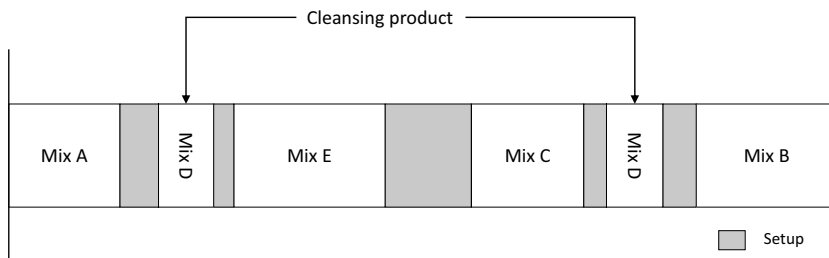 Cleansing product
Mix A
Mix D
Mix E
Mix C
Mix D
Mix B
Setup